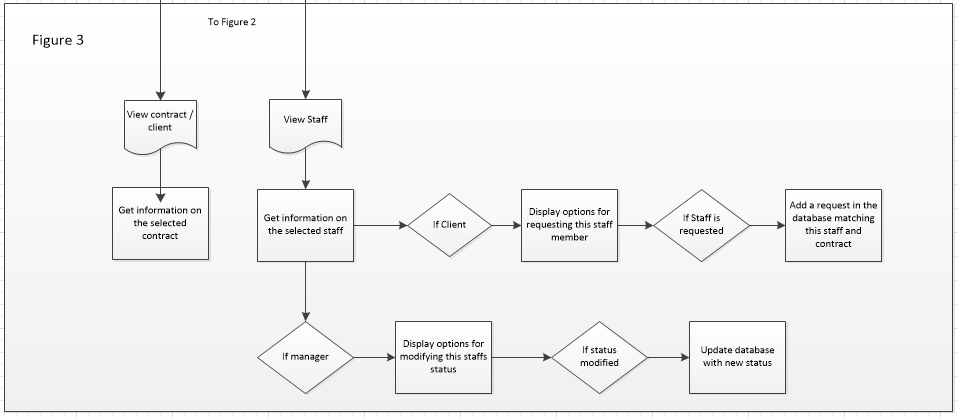 To Figure 2
Figure 3
View contract /
client
View Staff
Get information on
the selected
contract
Get information on
the selected staff
If Client
Display options for
requesting this staff
member
If Staff is
requested
Add a request in the
database matching
this staff and
contract
If manager
Display options for
modifying this staffs
status
If status
modified
Update database
with new status